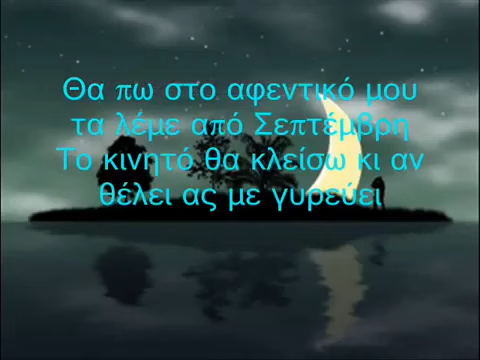 Θα πω στο αφεντικό μου
τα λέμε από Σεπτέμβρη
Το κινητό θα κλείσω κι αν
θέλει ας με γυρεύει